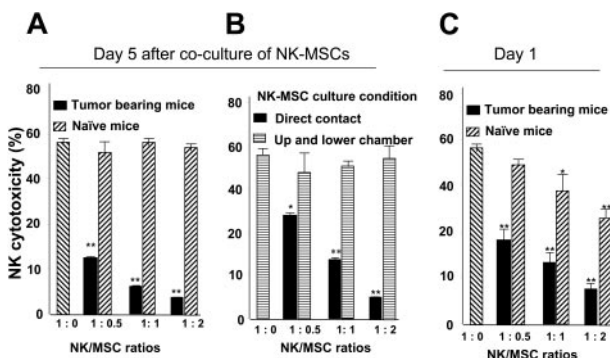 A
B
C
Day 5 after co-culture of NK-MSCs
Day 1
NK cytotoxicity (%)
80
60
40
20
10
0
Tumor bearing mice
Naïve mice
**
**
**
1 : 0
1 : 0.5
1: 1
1 : 2
NK/MSC ratios
80
60
40
20
10
0
NK-MSC culture condition
Direct contact
Up and lower chamber
*
**
**
1 : 0
1 : 0.5
1: 1
1 : 2
NK/MSC ratios
80
60
40
20
10
0
Tumor bearing mice
Naïve mice
**
**
*
**
**
1 : 0
1 : 0.5
1: 1
1 : 2
NK/MSC ratios